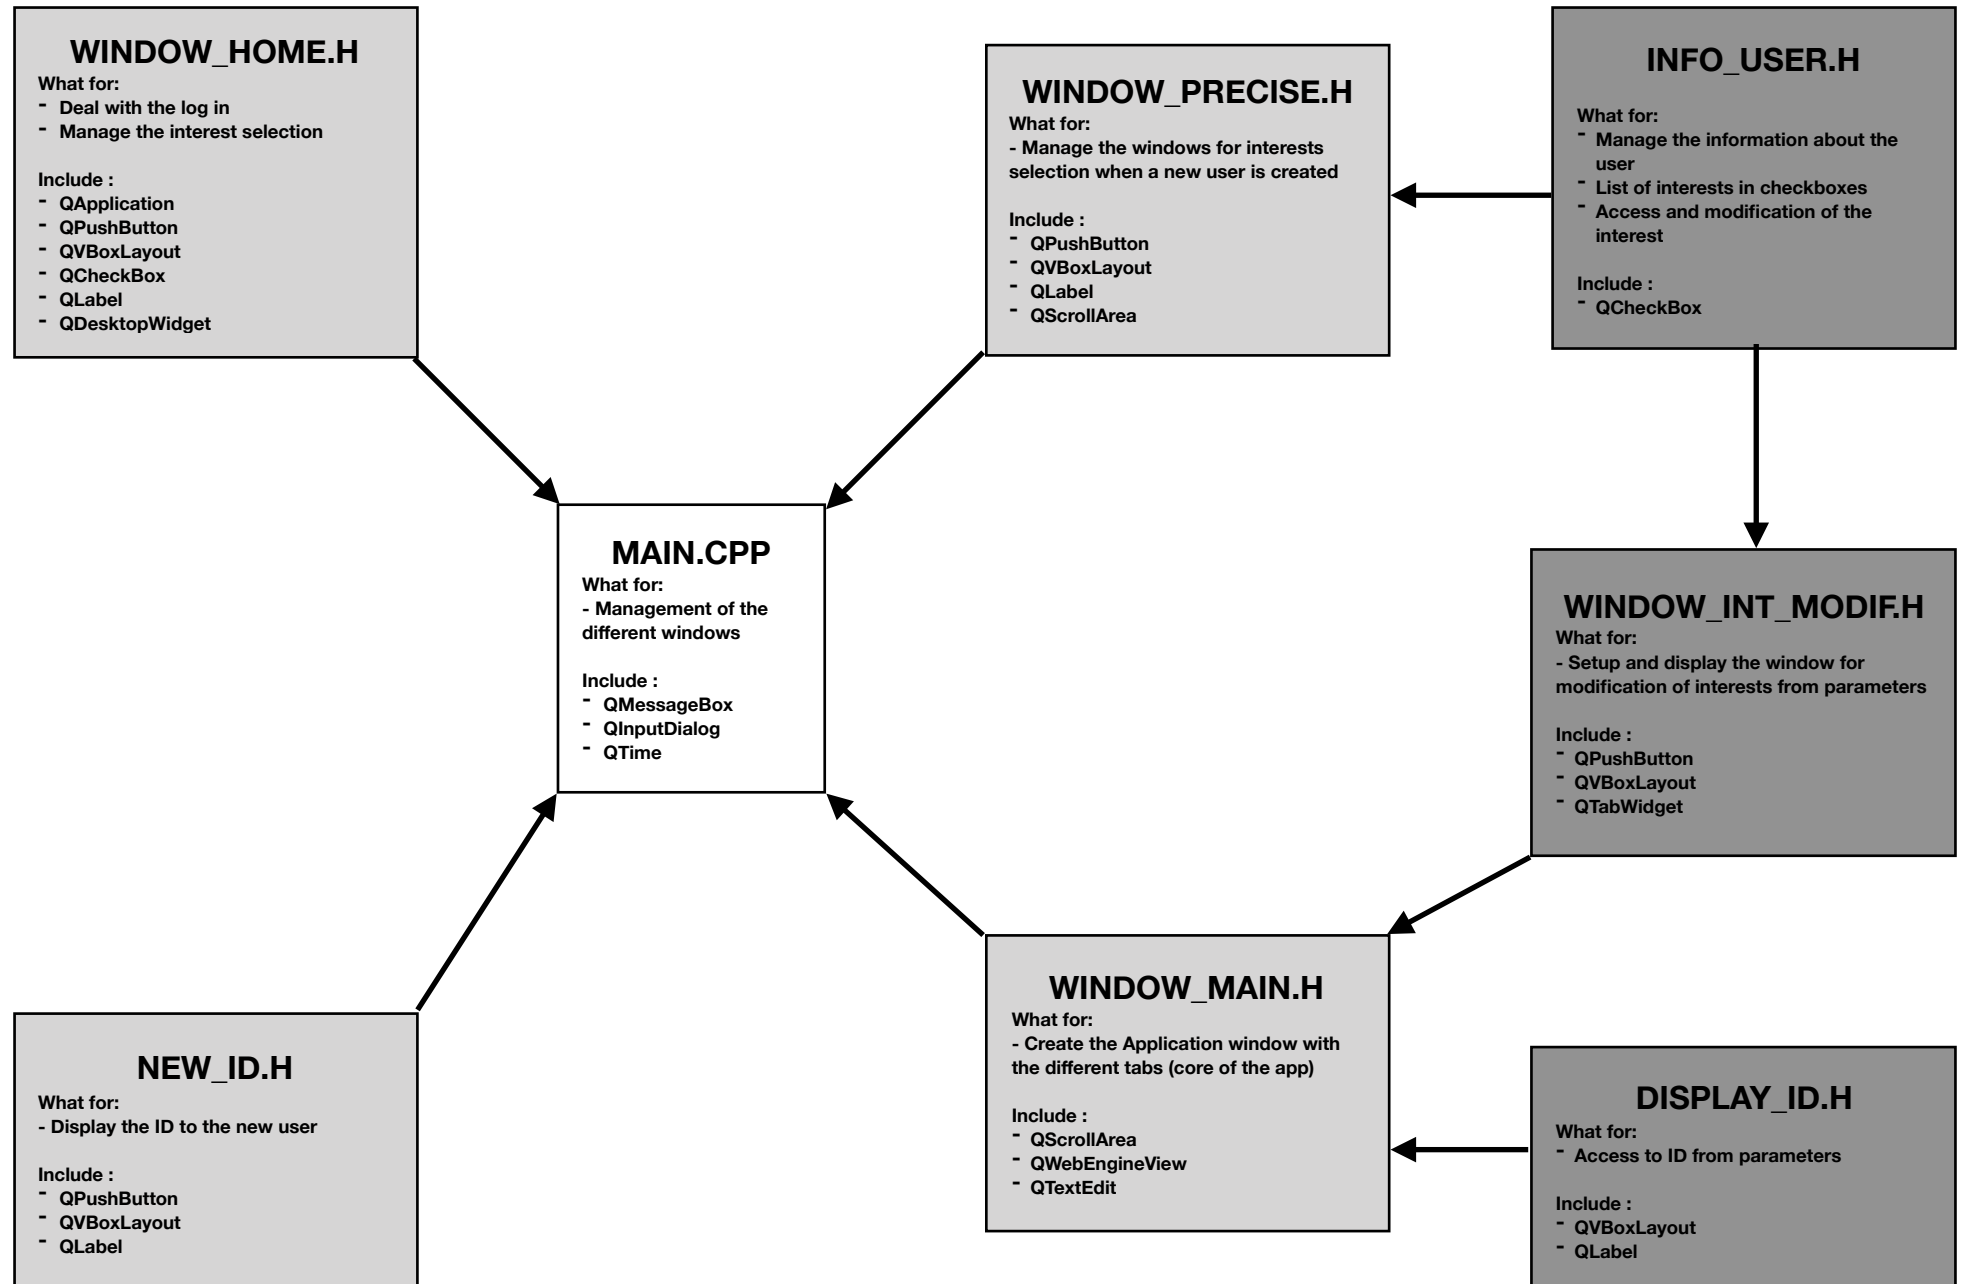 WINDOW_HOME.H
What for:
- Deal with the log in
- Manage the interest selection
Include :
- QApplication
- QPushButton
- QVBoxLayout
- QCheckBox
- QLabel
- QDesktopWidget
WINDOW_PRECISE.H
What for:
- Manage the windows for interests
selection when a new user is created
Include :
- QPushButton
- QVBoxLayout
- QLabel
- QScrollArea
INFO_USER.H
What for:
- Manage the information about the
user
- List of interests in checkboxes
- Access and modification of the
interest
Include :
- QCheckBox
MAIN.CPP
What for:
- Management of the
different windows
Include :
- QMessageBox
- QInputDialog
- QTime
WINDOW_INT_MODIF.H
What for:
- Setup and display the window for
modification of interests from parameters
Include :
- QPushButton
- QVBoxLayout
- QTabWidget
NEW_ID.H
What for:
- Display the ID to the new user
Include :
- QPushButton
- QVBoxLayout
- QLabel
WINDOW_MAIN.H
What for:
- Create the Application window with
the different tabs (core of the app)
Include :
- QScrollArea
- QWebEngineView
- QTextEdit
DISPLAY_ID.H
What for:
- Access to ID from parameters
Include :
- QVBoxLayout
- QLabel